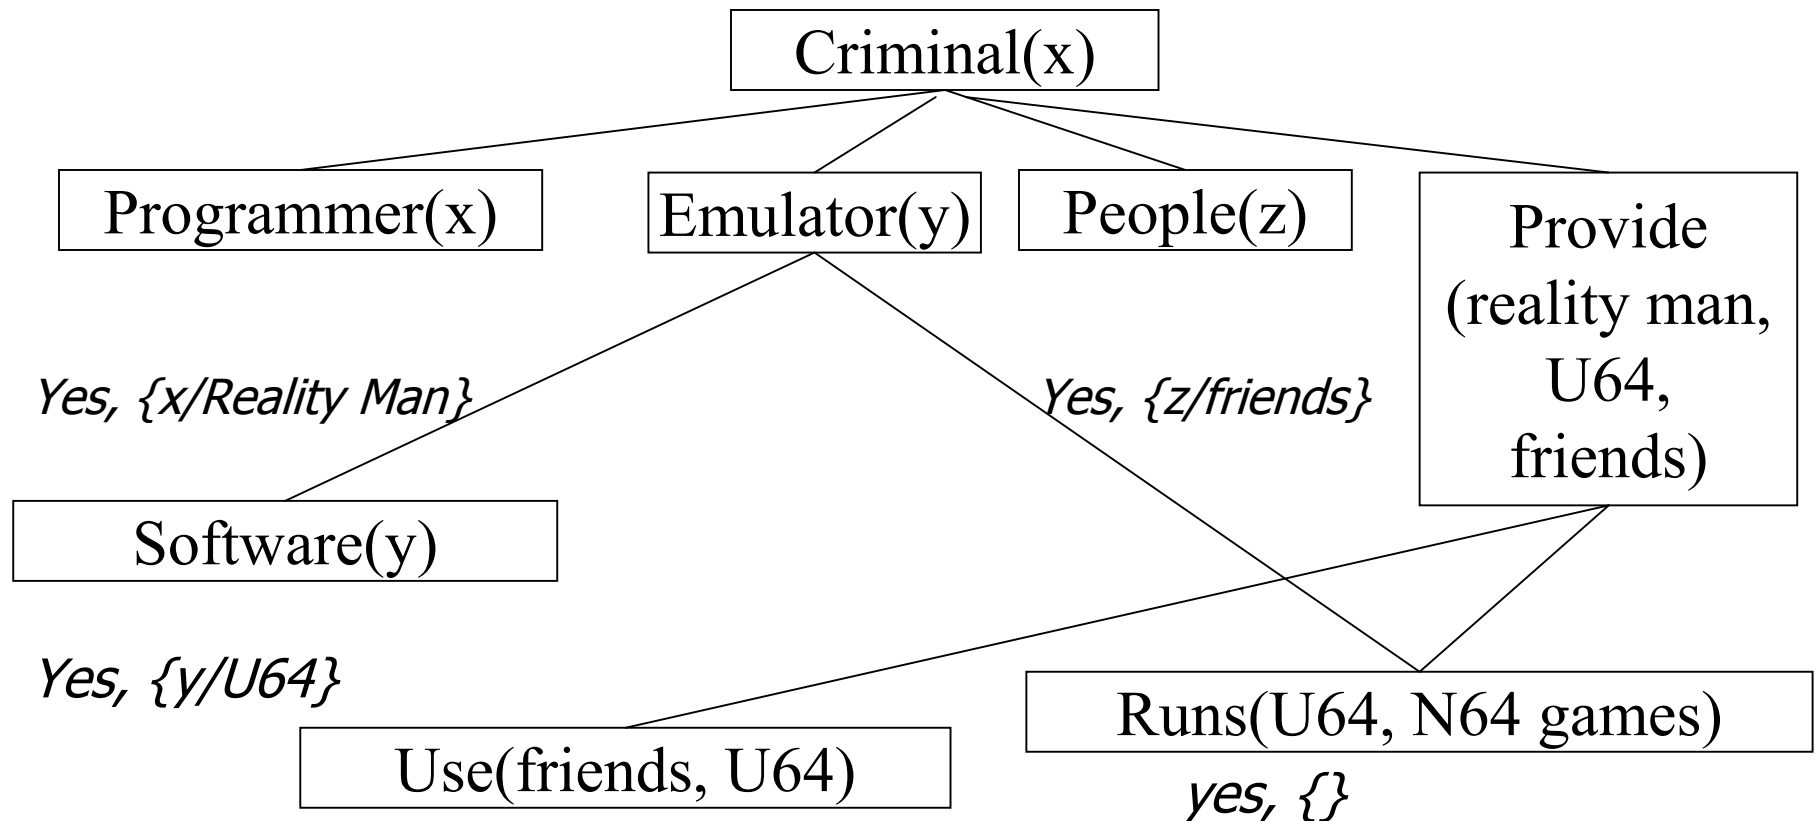 Criminal(x)
Programmer(x)
Emulator(y)
People(z)
Provide
(reality man,
U64,
friends)
Yes, {x/Reality Man}
Yes, {z/friends}
Software(y)
Yes, {y/U64}
Use(friends, U64)
Runs(U64, N64 games)
yes, {}